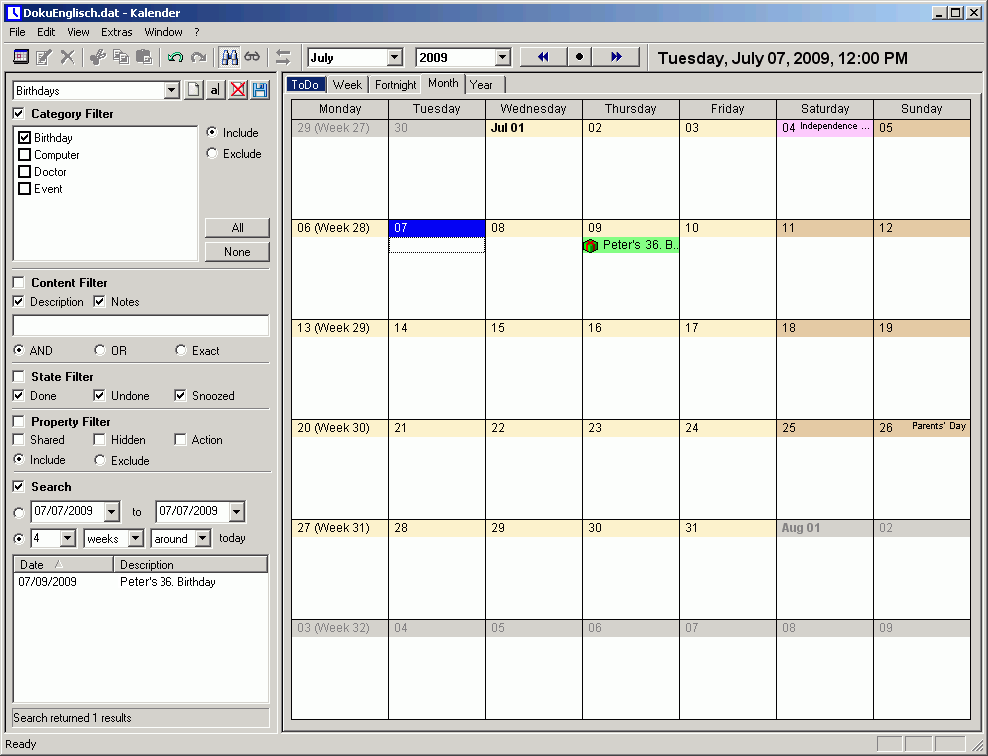 DokuEnglisch.dat - Kalender
File Edit View Extras Window ?
July 2009 Tuesday, July 07, 2009, 12:00 PM
Birthdays a|
Category Filter
Birthday
Computer
Doctor
Event
Include
Exclude
All
None
Content Filter
Description Notes
AND OR Exact
State Filter
Done Undone Snoozed
Property Filter
Shared Hidden Action
Include Exclude
Search
07/07/2009 to 07/07/2009
4 weeks around today
Date Description
07/09/2009 Peter's 36. Birthday
Search returned 1 results
ToDo Week Fortnight Month Year
Monday Tuesday Wednesday Thursday Friday Saturday Sunday
29 (Week 27) 30 Jul 01 02 03 04 Independence ... 05
06 (Week 28) 07 08 09 10 11 12
Peter's 36. B..
13 (Week 29) 14 15 16 17 18 19
20 (Week 30) 21 22 23 24 25 26 Parents' Day
27 (Week 31) 28 29 30 31 Aug 01 02
03 (Week 32) 04 05 06 07 08 09
Ready